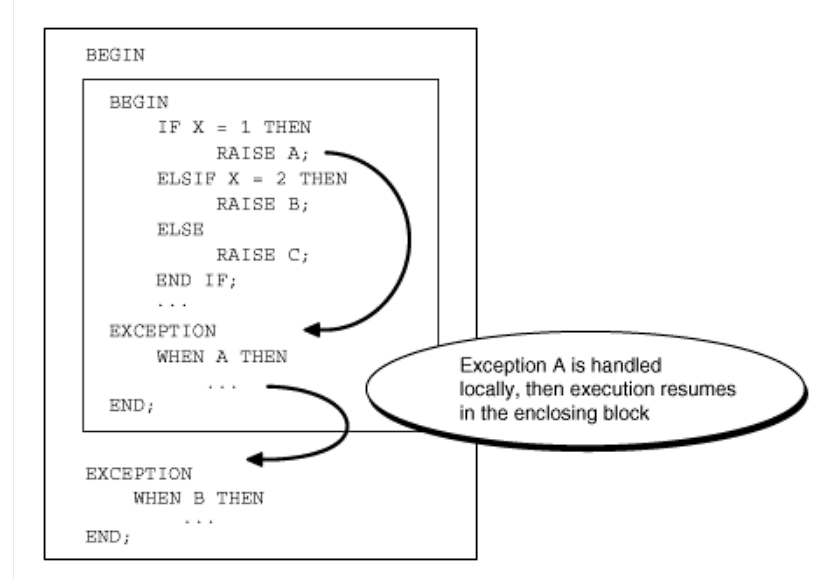 BEGIN
BEGIN
IF X = 1 THEN
RAISE A;
ELSIF X = 2 THEN
RAISE B;
ELSE
RAISE C;
END IF;
...
EXCEPTION
WHEN A THEN
...
END;
Exception A is handled
locally, then execution resumes
in the enclosing block
EXCEPTION
WHEN B THEN
...
END;